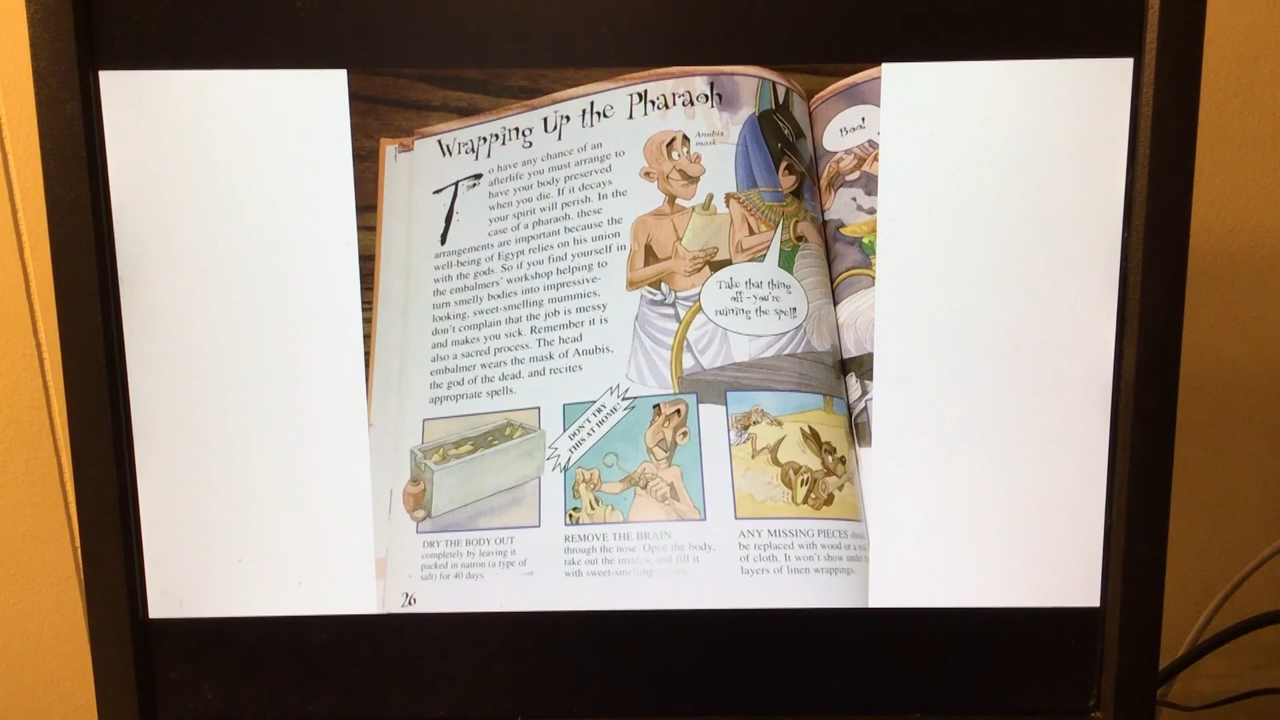 Wrapping Up the Pharaoh
To have any chance of an
afterlife you must arrange to
have your body preserved
when you die. If it decays
your spirit will perish. In the
case of a pharaoh, these
arrangements are important because the
well-being of Egypt relies on his union
with the gods. So if you find yourself in
the embalmers' workshop helping to
turn smelly bodies into impressive-
looking, sweet-smelling mummies,
don't complain that the job is messy
and makes you sick. Remember it is
also a sacred process. The head
embalmer wears the mask of Anubis,
the god of the dead, and recites
appropriate spells.
Anubis
mask
Boo!
Take that thing
off-you're
ruining the spell!
DON'T TRY
THIS AT HOME!
DRY THE BODY OUT
completely by leaving it
packed in natron (a type of
salt) for 40 days.
REMOVE THE BRAIN
through the nose. Open the body,
take out the insides, and fill it
with sweet-smelling
ANY MISSING PIECES should
be replaced with wood or a
of cloth. It won't show under
layers of linen wrappings.
26